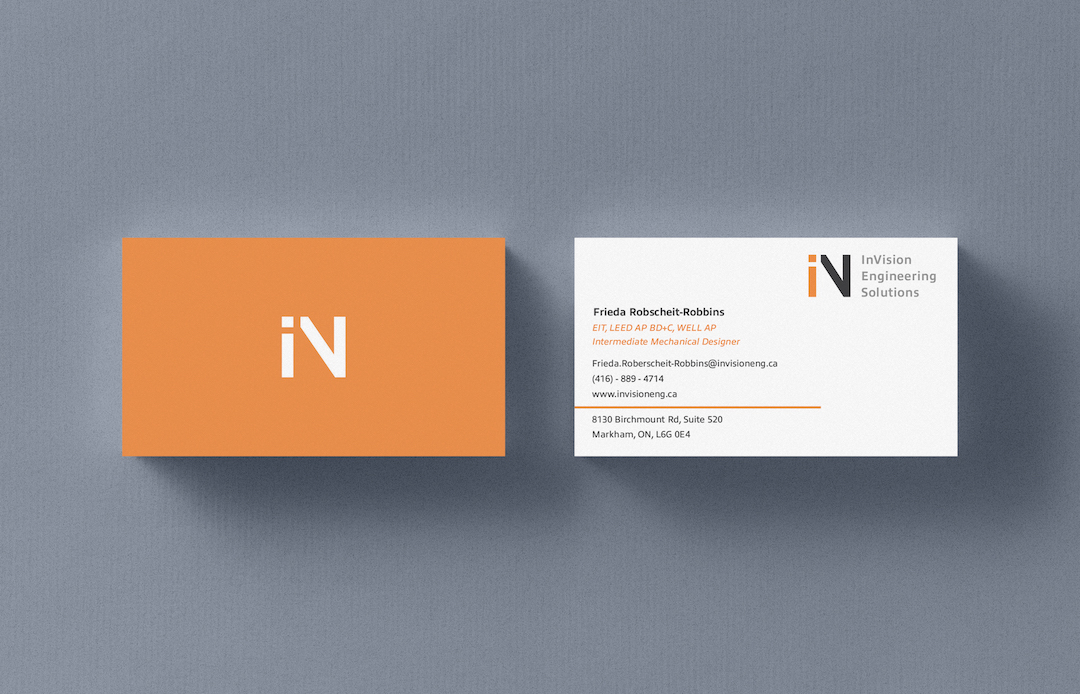 iN
iN
InVision
Engineering
Solutions
Frieda Robscheit-Robbins
EIT, LEED AP BD+C, WELL AP
Intermediate Mechanical Designer
Frieda.Roberscheit-Robbins@invisioneng.ca
(416) - 889 - 4714
www.invisioneng.ca
8130 Birchmount Rd, Suite 520
Markham, ON, L6G 0E4